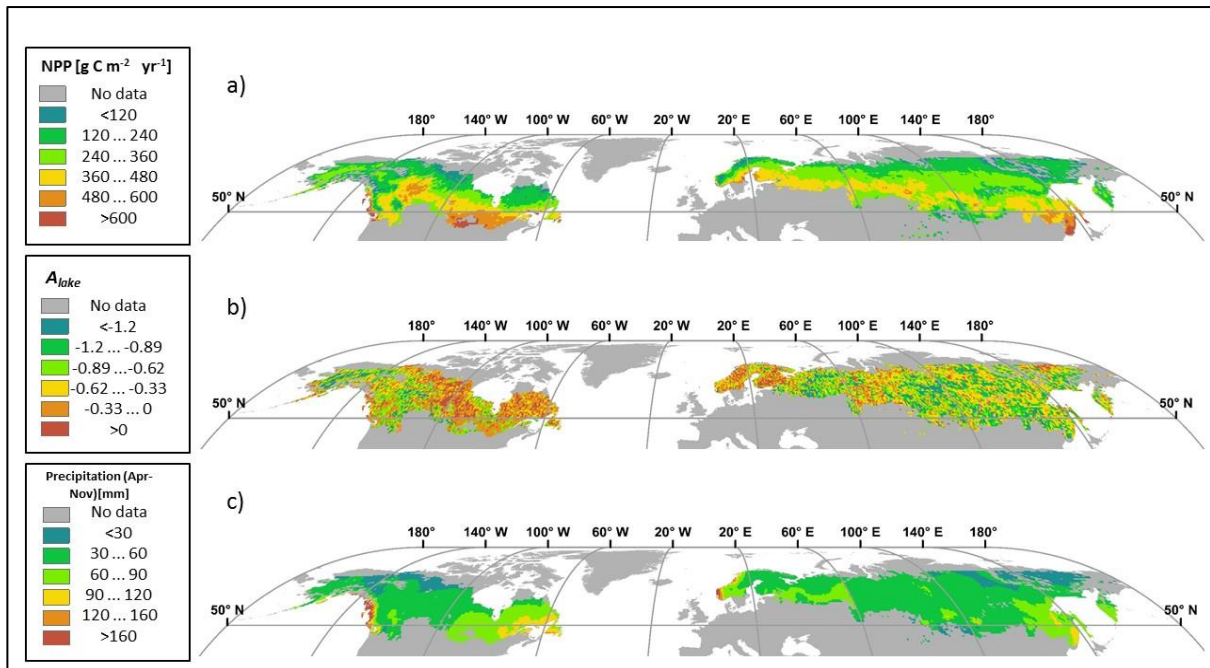 NPP [g C m-2 yr-1]
No data
<120
120 ... 240
240 ... 360
360 ... 480
480 ... 600
>600
a)
180° 140° W 100° W 60° W 20° W 20° E 60° E 100° E 140° E 180°
50° N 50° N
Alake
No data
<-1.2
-1.2 ... -0.89
-0.89 ... -0.62
-0.62 ... -0.33
-0.33 ... 0
>0
b)
180° 140° W 100° W 60° W 20° W 20° E 60° E 100° E 140° E 180°
50° N 50° N
Precipitation (Apr-
Nov)[mm]
No data
<30
30 ... 60
60 ... 90
90 ... 120
120 ... 160
>160
c)
180° 140° W 100° W 60° W 20° W 20° E 60° E 100° E 140° E 180°
50° N 50° N